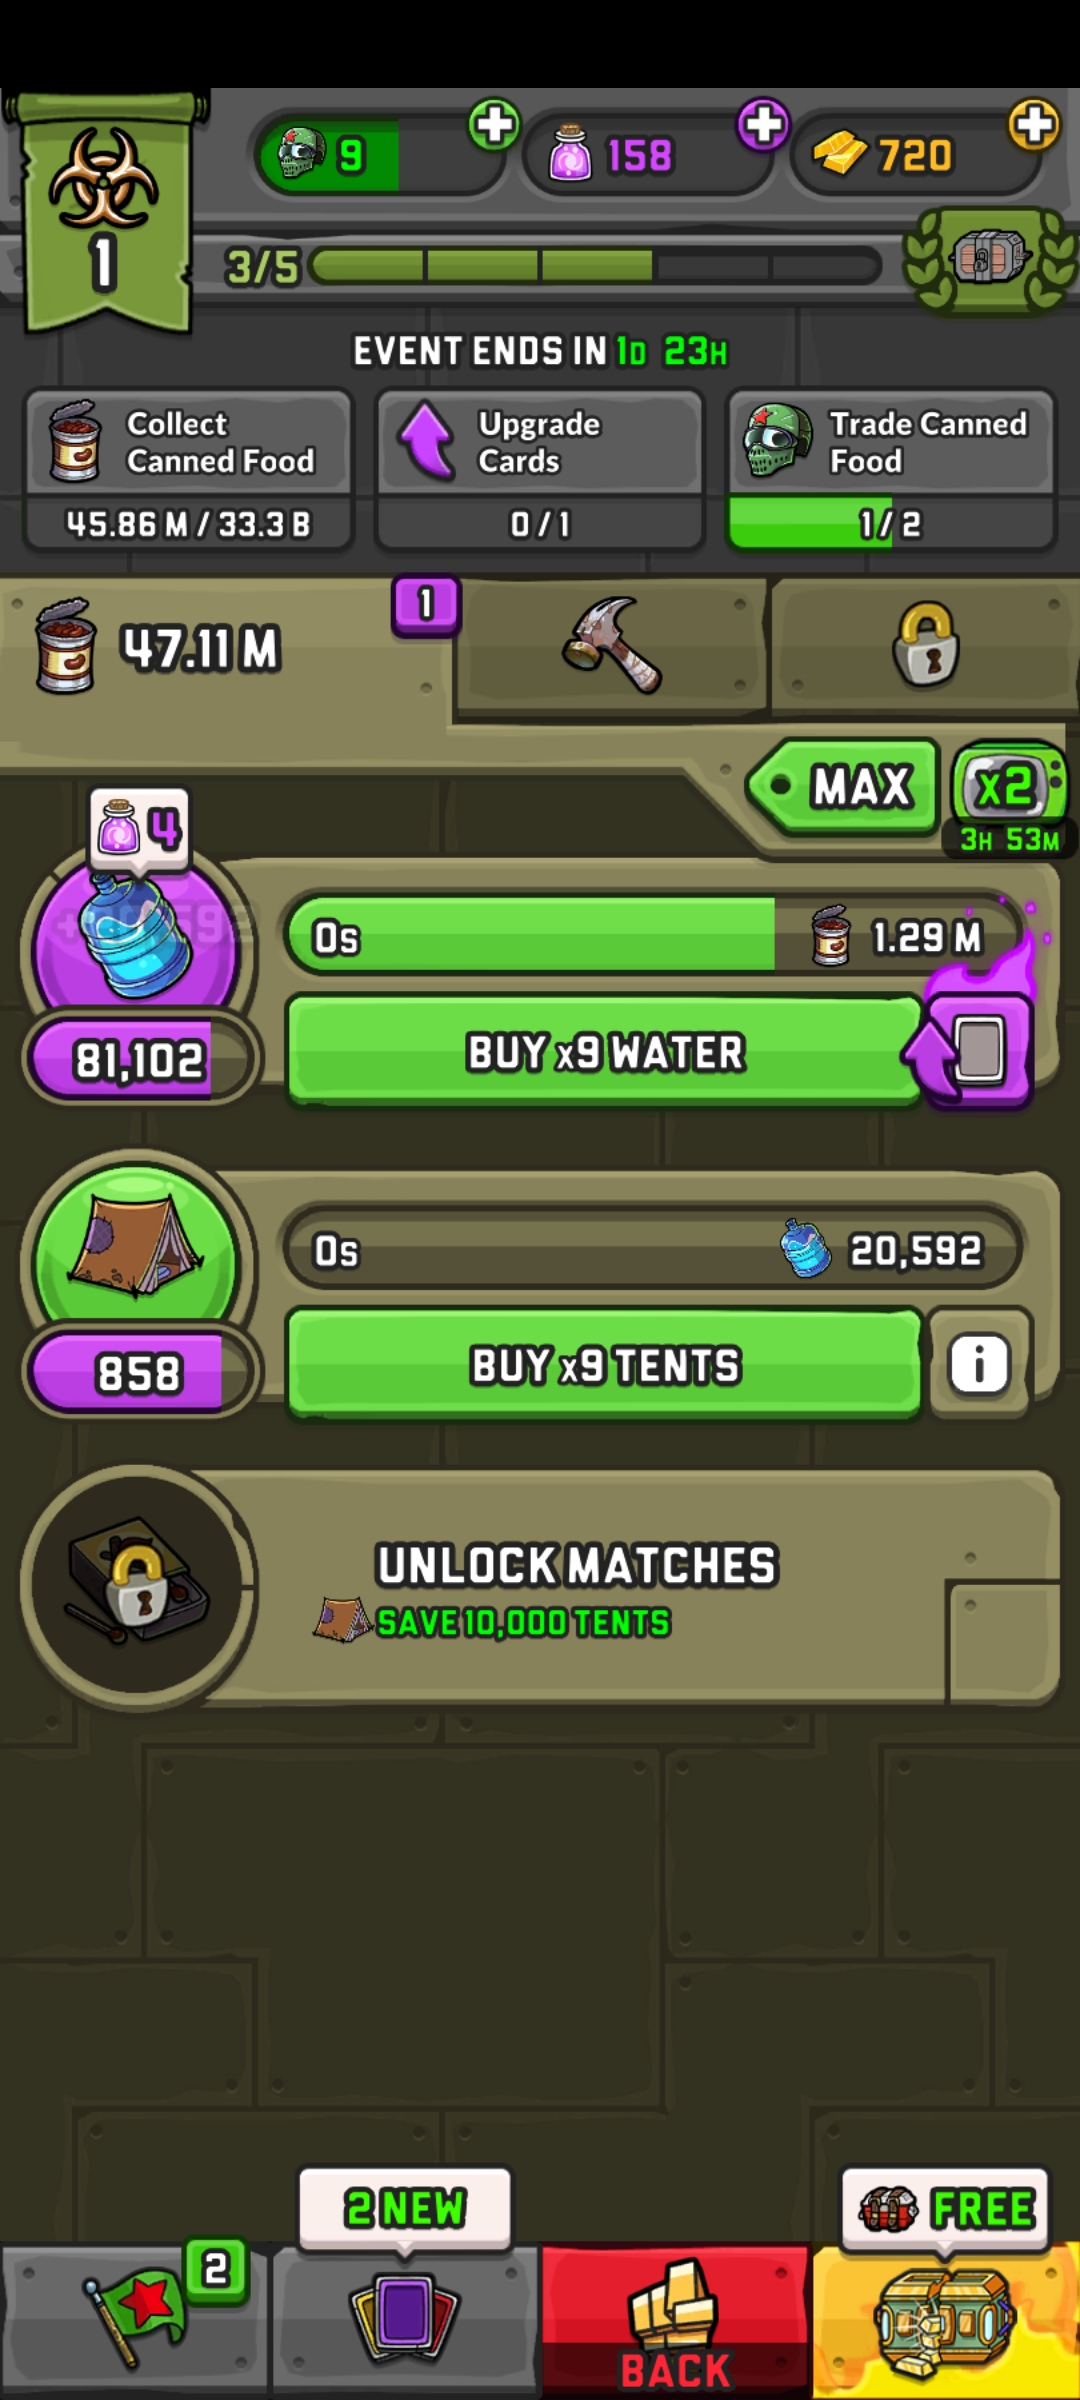 1
9
158
720
3/5
EVENT ENDS IN 1D 23H
Collect
Canned Food
45.86 M / 33.3 B
Upgrade
Cards
0 / 1
Trade Canned
Food
1 / 2
47.11 M
1
MAX
x2
3H 53M
4
0s
1.29 M
81,102
BUY x9 WATER
0s
20,592
858
BUY x9 TENTS
i
UNLOCK MATCHES
SAVE 10,000 TENTS
2
2 NEW
BACK
FREE